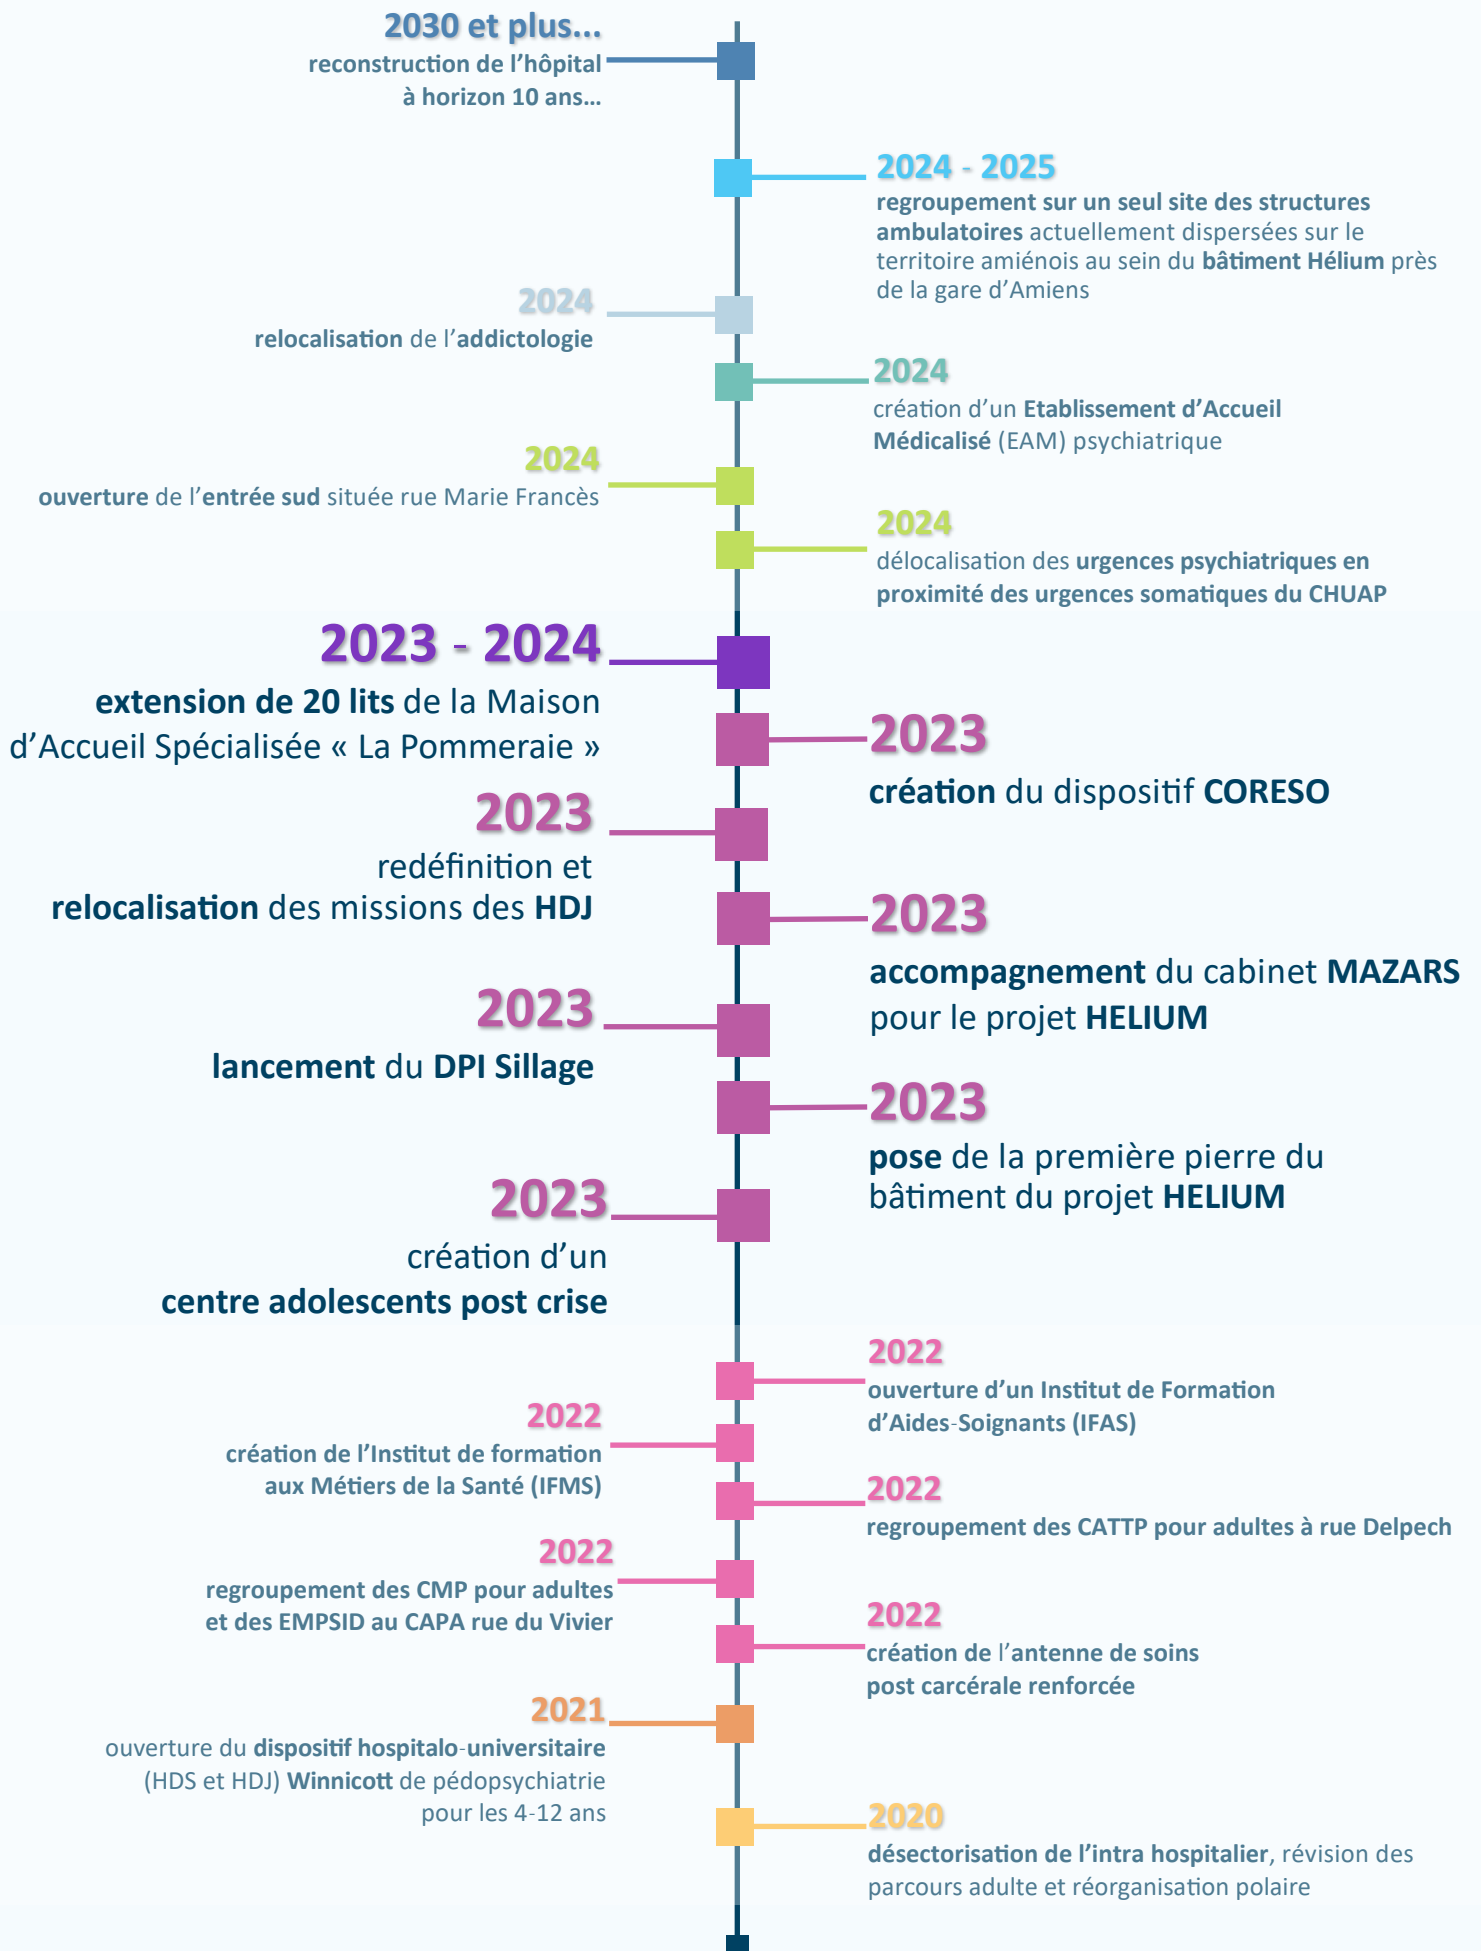 2030 et plus...
reconstruction de l’hôpital
à horizon 10 ans…
2024 - 2025
regroupement sur un seul site des structures
ambulatoires actuellement dispersées sur le
territoire amiénois au sein du bâtiment Hélium près
de la gare d’Amiens
2024
relocalisation de l’addictologie
2024
création d’un Etablissement d’Accueil
Médicalisé (EAM) psychiatrique
2024
ouverture de l’entrée sud située rue Marie Francès
2024
délocalisation des urgences psychiatriques en
proximité des urgences somatiques du CHUAP
2023 - 2024
extension de 20 lits de la Maison
d’Accueil Spécialisée « La Pommeraie »
2023
création du dispositif CORESO
2023
redéfinition et
relocalisation des missions des HDJ
2023
accompagnement du cabinet MAZARS
pour le projet HELIUM
2023
lancement du DPI Sillage
2023
pose de la première pierre du
bâtiment du projet HELIUM
2023
création d’un
centre adolescents post crise
2022
ouverture d’un Institut de Formation
d’Aides-Soignants (IFAS)
2022
création de l’Institut de formation
aux Métiers de la Santé (IFMS)
2022
regroupement des CATTP pour adultes à rue Delpech
2022
regroupement des CMP pour adultes
et des EMPSID au CAPA rue du Vivier
2022
création de l’antenne de soins
post carcérale renforcée
2021
ouverture du dispositif hospitalo-universitaire
(HDS et HDJ) Winnicott de pédopsychiatrie
pour les 4-12 ans
2020
désectorisation de l’intra hospitalier, révision des
parcours adulte et réorganisation polaire